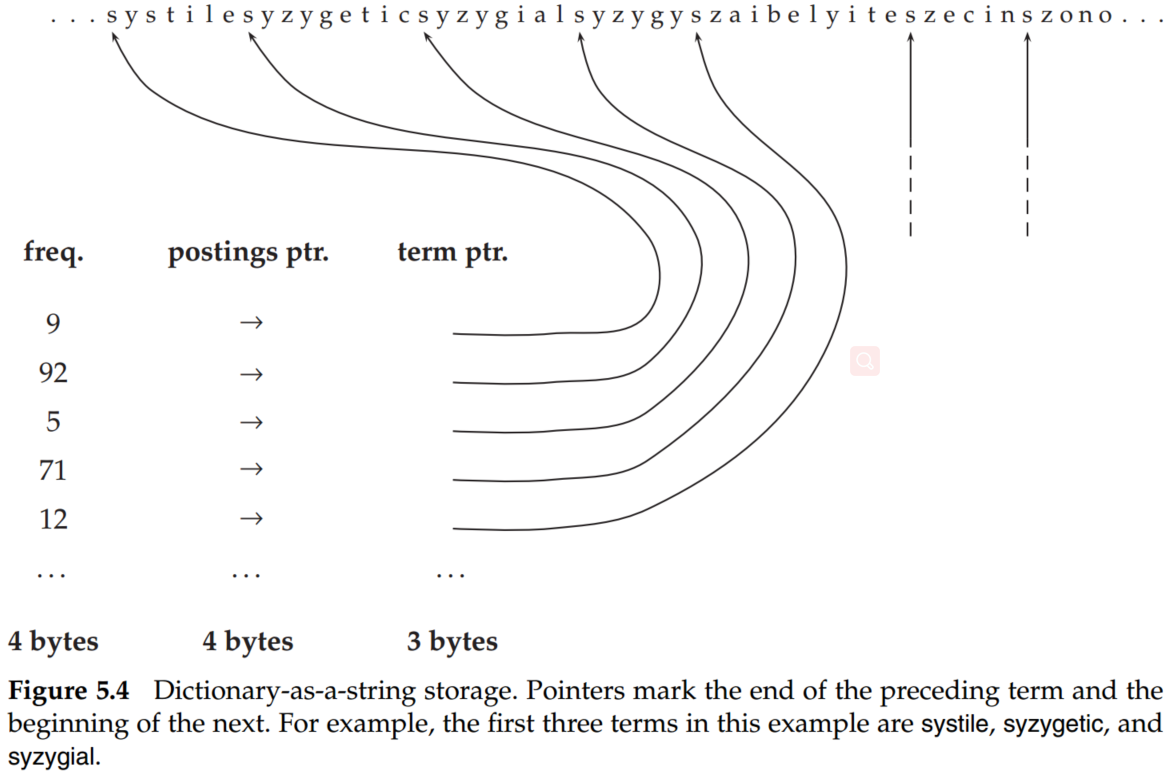 . . . s y s t i l e s y z y g e t i c s y z y g i a l s y z y g y s z a i b e l y i t e s z e c i n s z o n o . . .
freq. postings ptr. term ptr.
9 →
92 →
5 →
71 →
12 →
. . . . . . . . .
4 bytes 4 bytes 3 bytes
Figure 5.4 Dictionary-as-a-string storage. Pointers mark the end of the preceding term and the
beginning of the next. For example, the first three terms in this example are systile, syzygetic, and
syzygial.